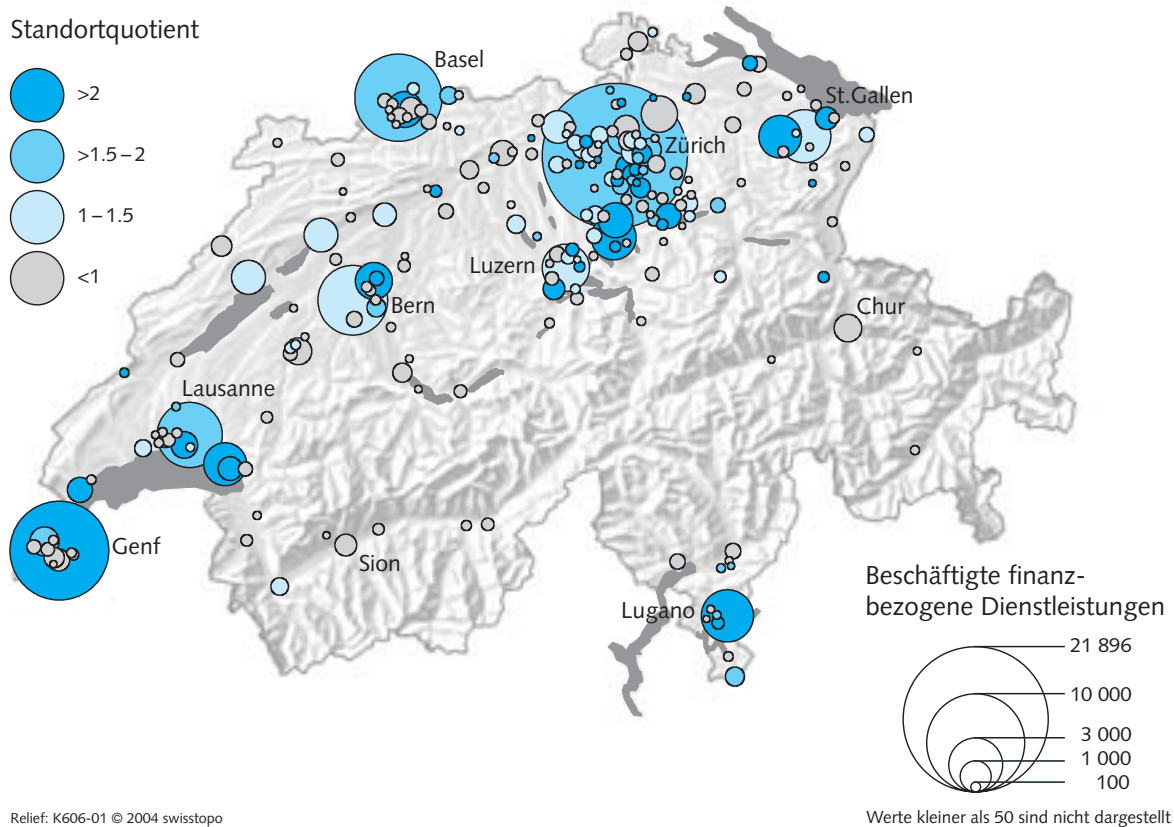 Standortquotient
>2
>1.5–2
1–1.5
<1
Basel
St.Gallen
Zürich
Luzern
Bern
Chur
Lausanne
Genf
Sion
Lugano
Beschäftigte finanz-
bezogene Dienstleistungen
21 896
10 000
3 000
1 000
100
Relief: K606-01 © 2004 swisstopo
Werte kleiner als 50 sind nicht dargestellt